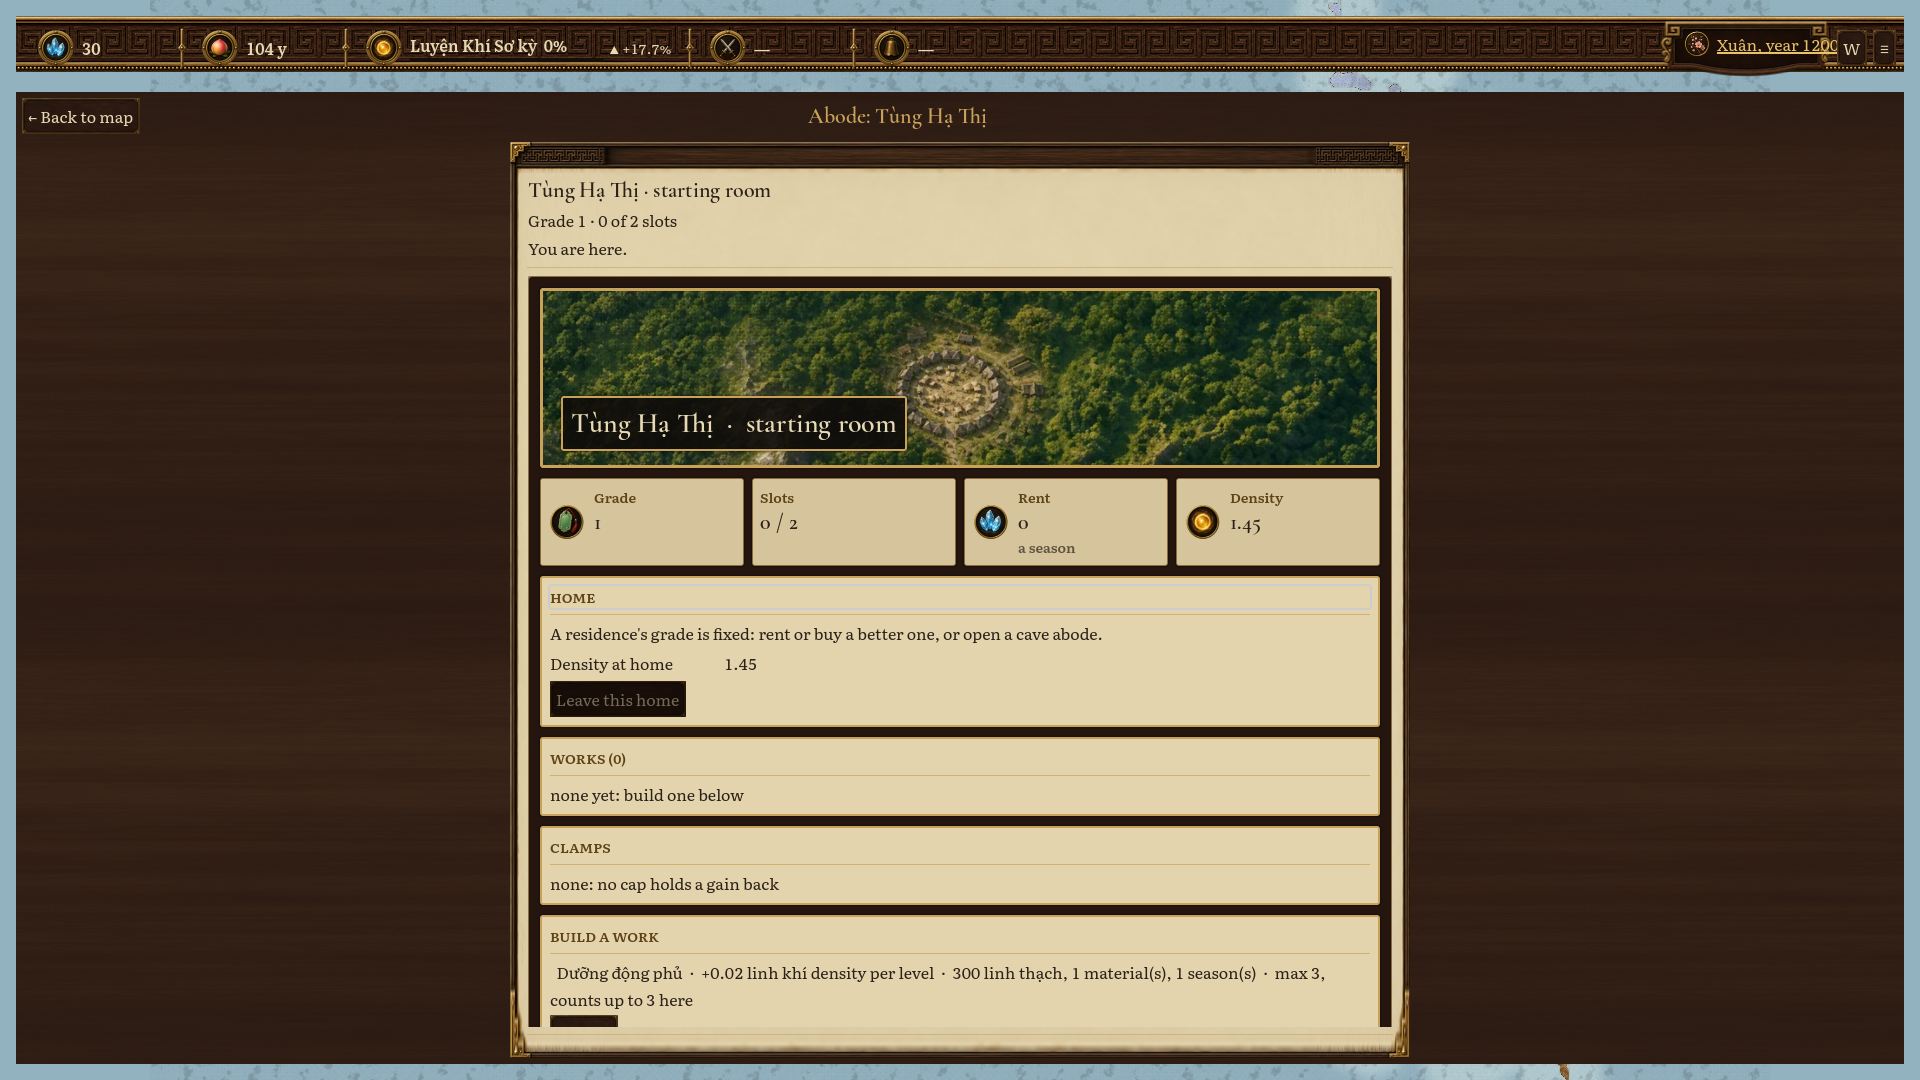 30
104 y
Luyện Khí Sơ kỳ 0%
▲ +17.7%
—
—
Xuân, year 1200
W
≡
← Back to map
Abode: Tùng Hạ Thị
Tùng Hạ Thị · starting room
Grade 1 · 0 of 2 slots
You are here.
Tùng Hạ Thị · starting room
Grade
1
Slots
0 / 2
Rent
0
a season
Density
1.45
HOME
A residence's grade is fixed: rent or buy a better one, or open a cave abode.
Density at home 1.45
Leave this home
WORKS (0)
none yet: build one below
CLAMPS
none: no cap holds a gain back
BUILD A WORK
Dưỡng động phủ · +0.02 linh khí density per level · 300 linh thạch, 1 material(s), 1 season(s) · max 3,
counts up to 3 here